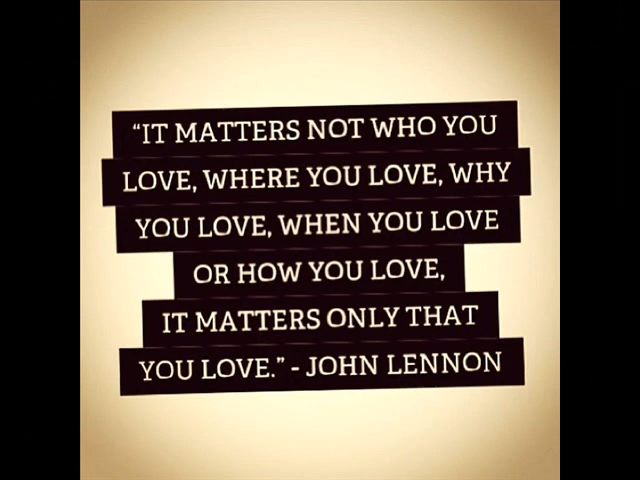 “IT MATTERS NOT WHO YOU
LOVE, WHERE YOU LOVE, WHY
YOU LOVE, WHEN YOU LOVE
OR HOW YOU LOVE,
IT MATTERS ONLY THAT
YOU LOVE.” - JOHN LENNON